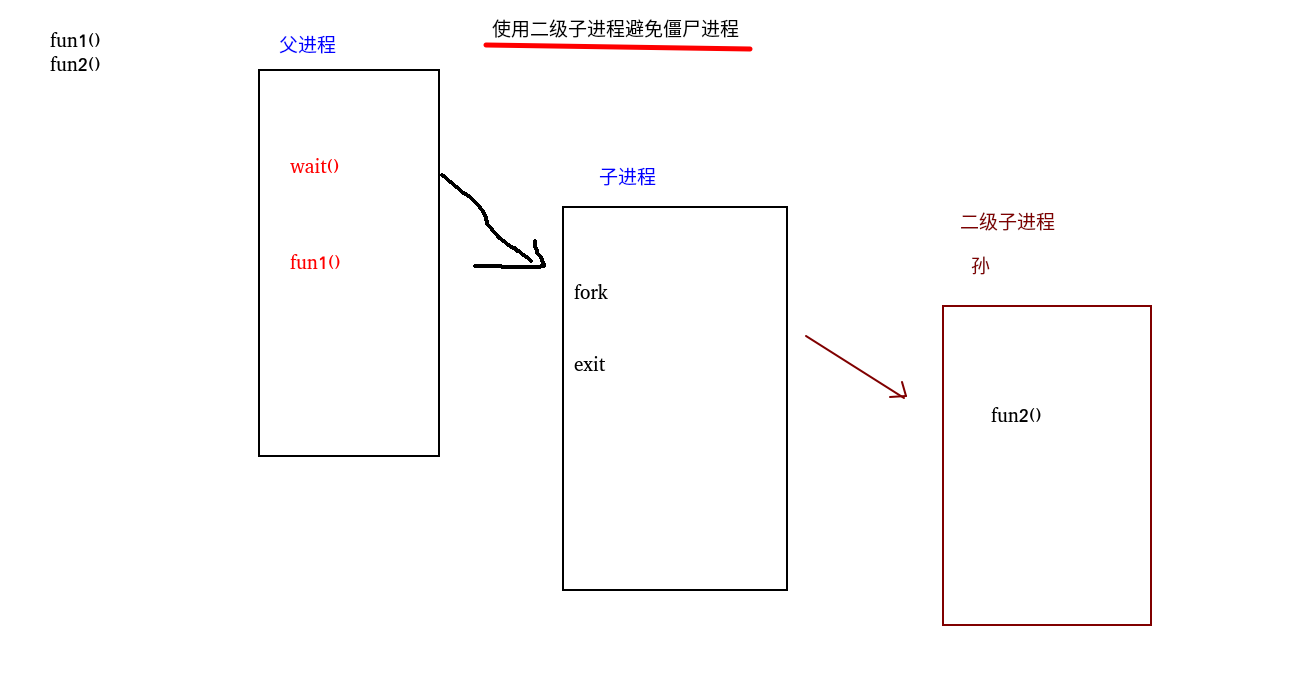 使用二级子进程避免僵尸进程
fun1()
fun2()
父进程
wait()
fun1()
子进程
fork
exit
二级子进程
孙
fun2()